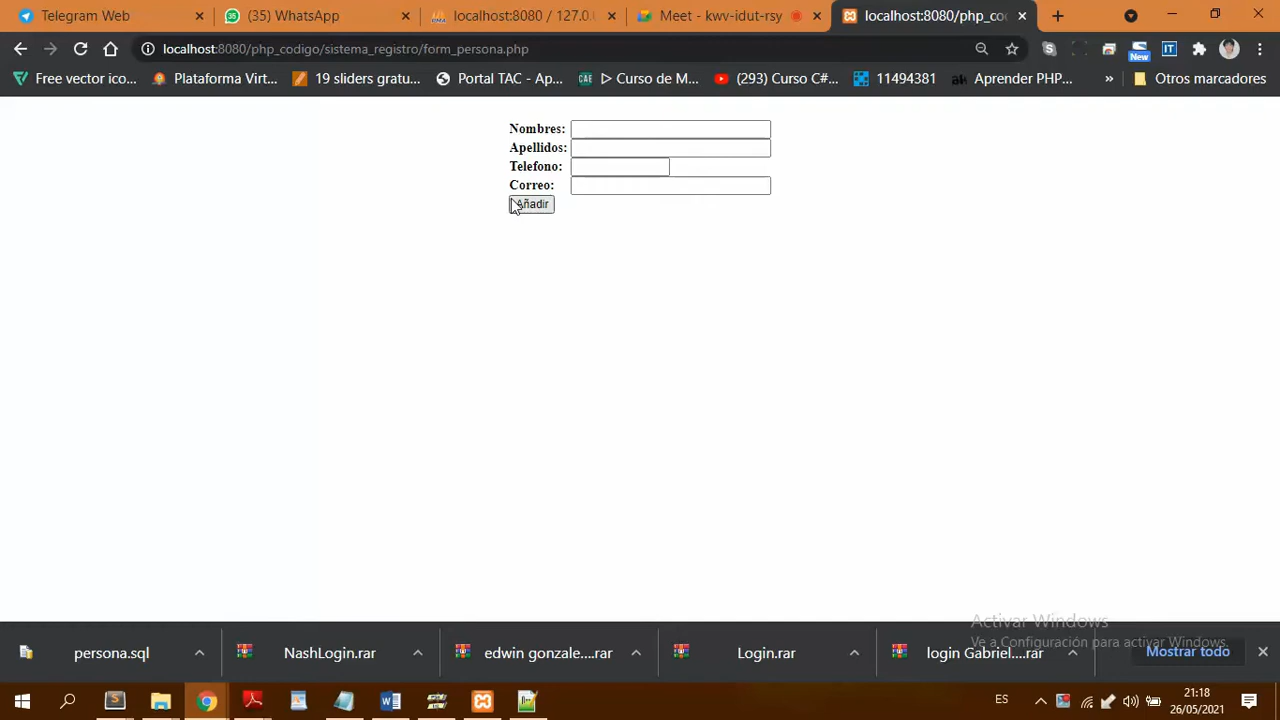 Telegram Web
(35) WhatsApp
localhost:8080 / 127.0.
Meet - kwv-idut-rsy
localhost:8080/php_co
localhost:8080/php_codigo/sistema_registro/form_persona.php
New
IT
Free vector ico...
Plataforma Virt...
19 sliders gratu...
Portal TAC - Ap...
CAE
▷ Curso de M...
(293) Curso C#...
11494381
Aprender PHP...
»
Otros marcadores
Nombres:
Apellidos:
Telefono:
Correo:
Añadir
Activar Windows
Ve a Configuración para activar Windows.
persona.sql
NashLogin.rar
edwin gonzale....rar
Login.rar
login Gabriel....rar
Mostrar todo
ES
21:18
26/05/2021